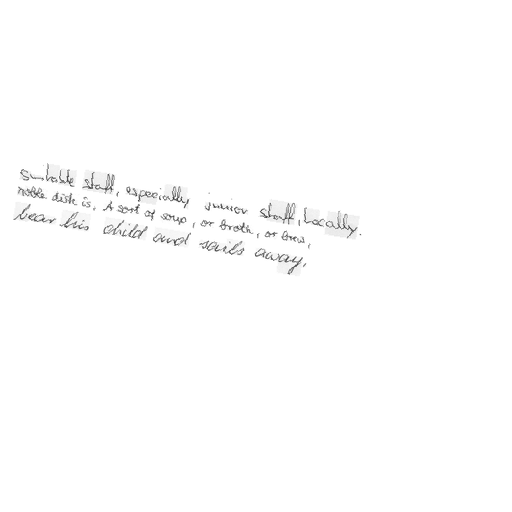 Suitable staff, especially junior staff, locally.
noble dish is. A sort of soup, or broth, or brew,
bear his child and sails away,